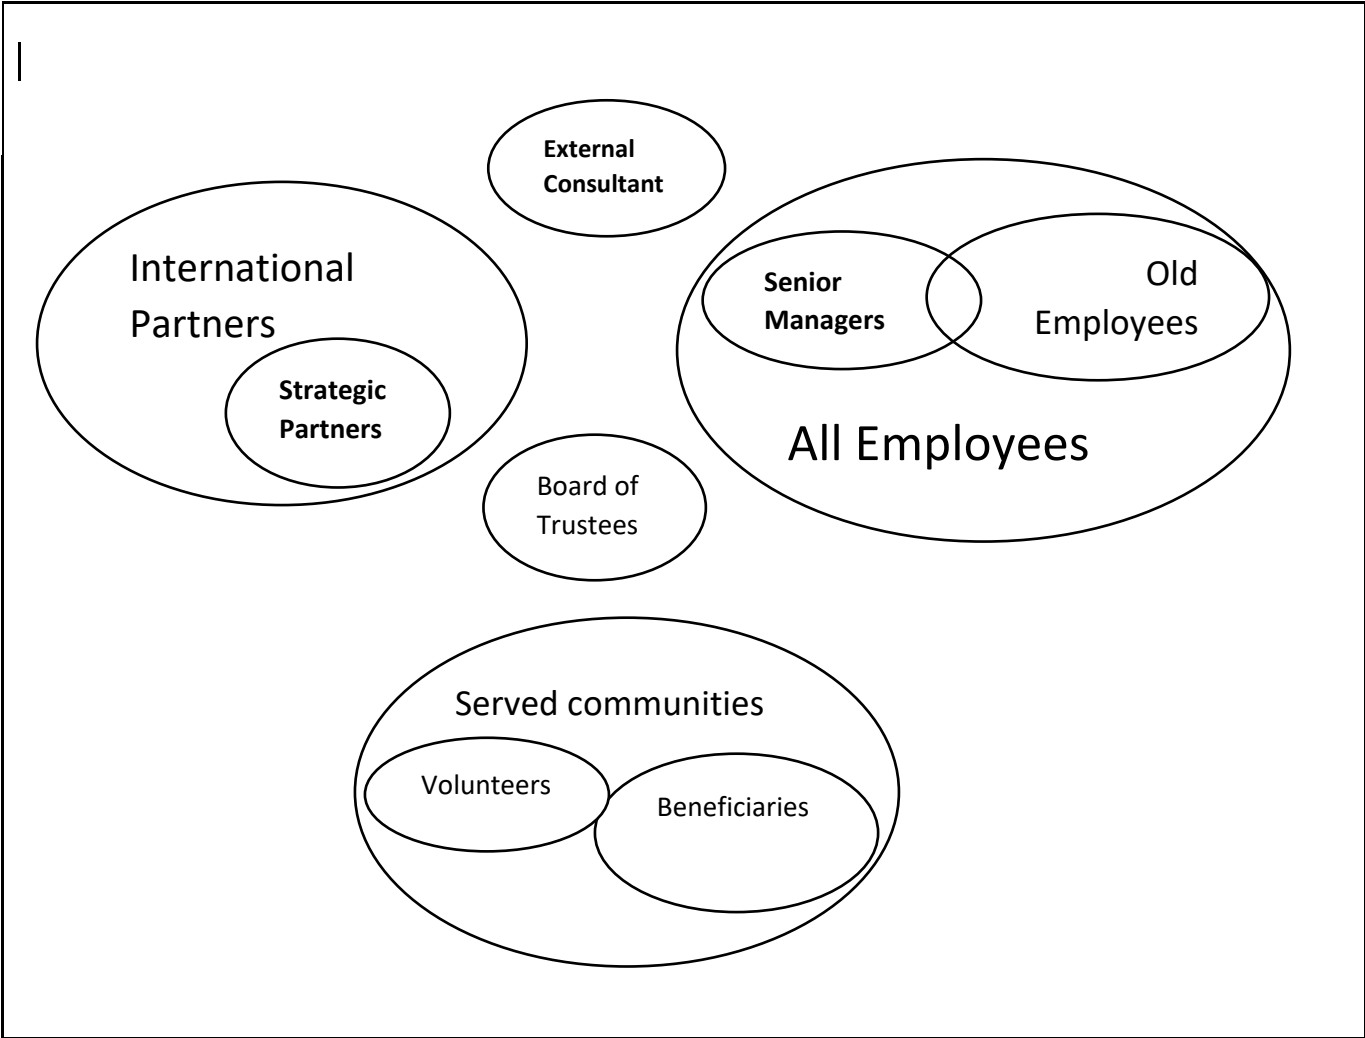 External
Consultant
International
Partners
Senior
Managers
Old
Employees
Strategic
Partners
All Employees
Board of
Trustees
Served communities
Volunteers
Beneficiaries